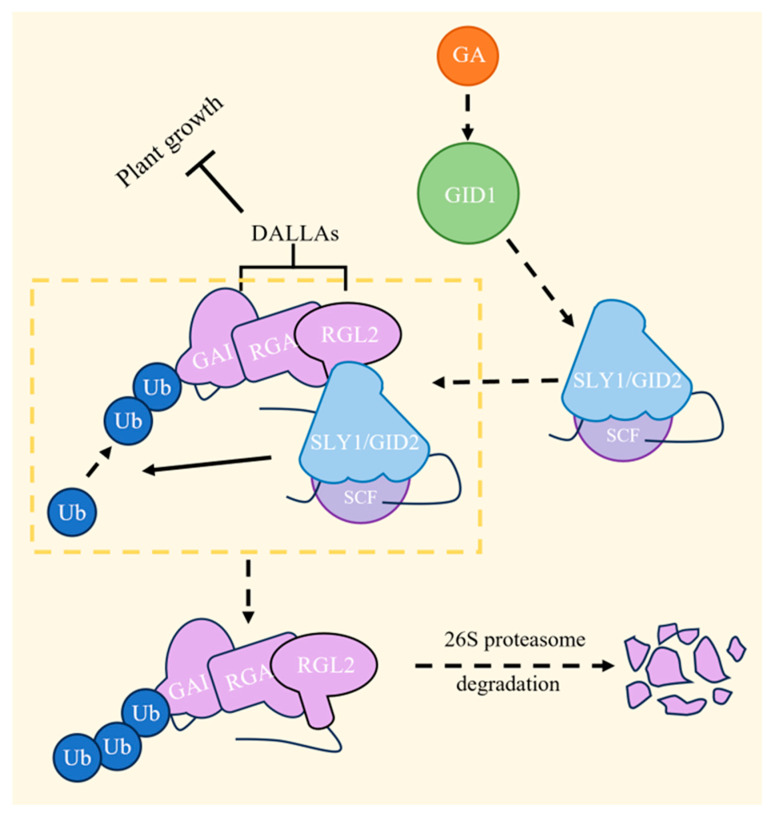 GA
Plant growth
GID1
DALLAs
GAI
RGA
RGL2
Ub
Ub
SLY1/GID2
SCF
SLY1/GID2
SCF
Ub
GAI
RGA
RGL2
Ub
Ub
Ub
26S proteasome
degradation